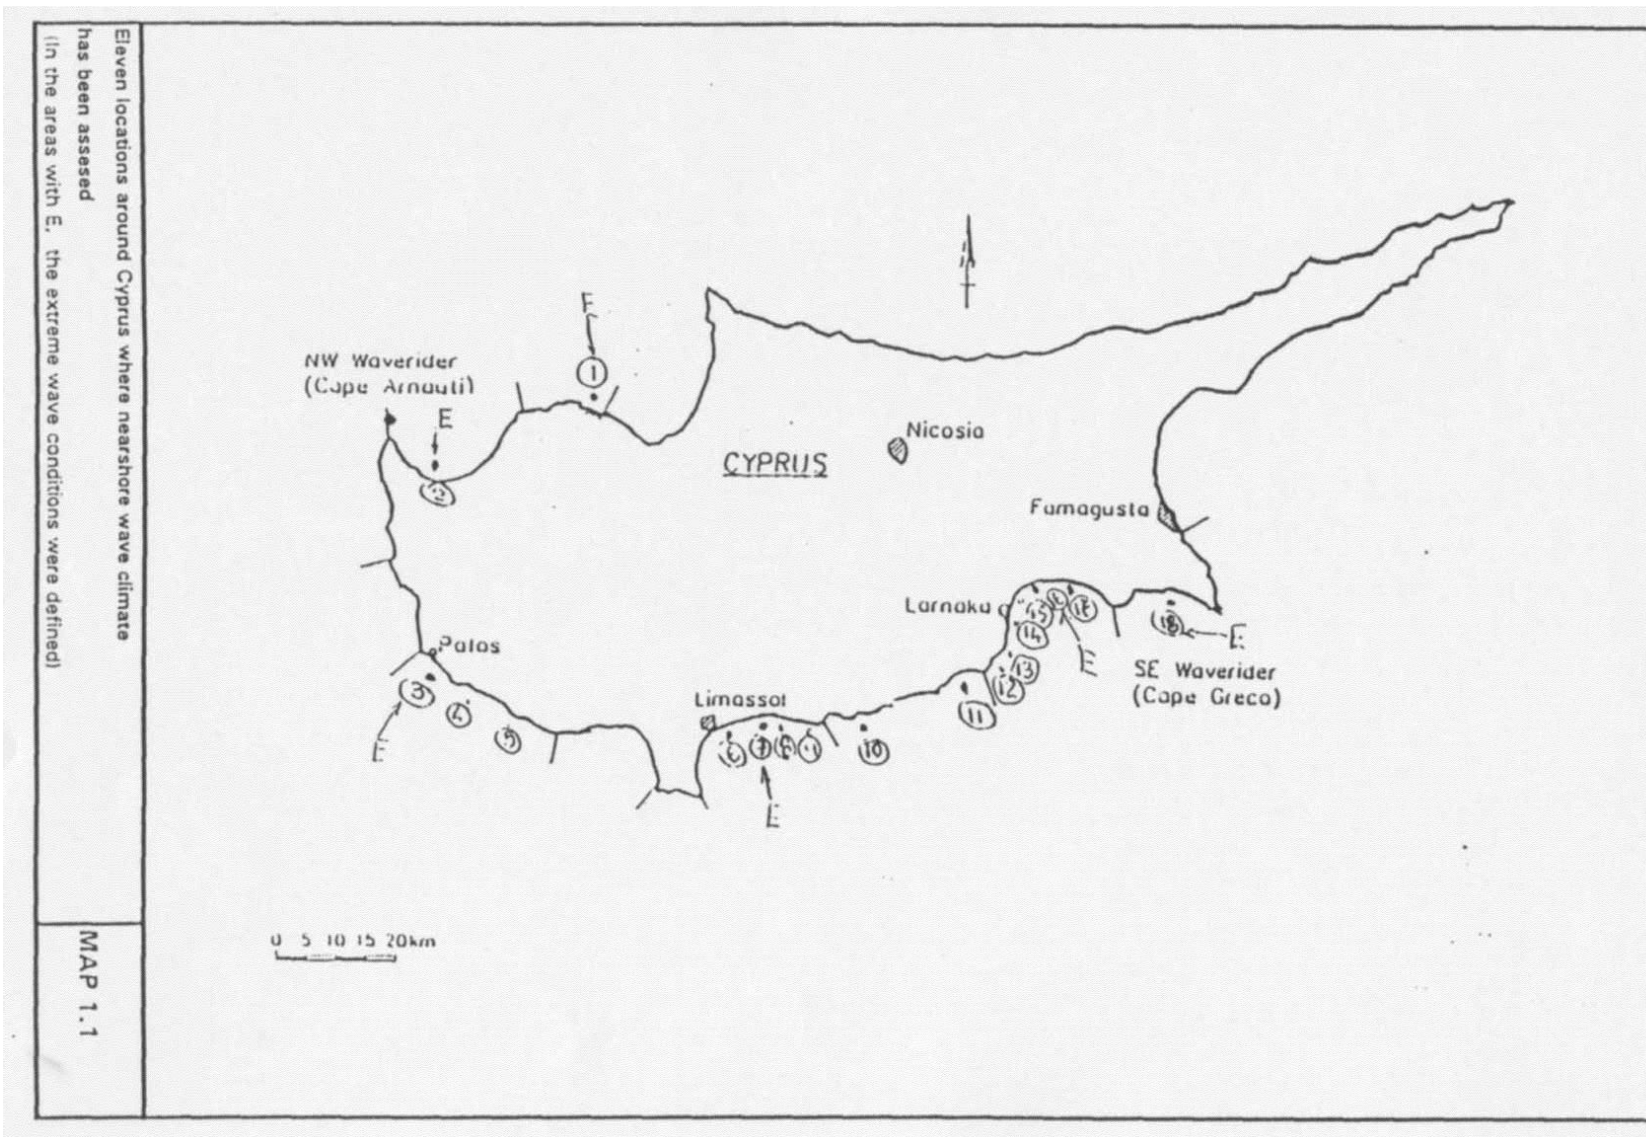 Eleven locations around Cyprus where nearshore wave climate
has been assesed
(In the areas with E, the extreme wave conditions were defined)
MAP 1.1
E
1
NW Waverider
(Cape Arnauti)
E
2
CYPRUS
Nicosia
Famagusta
Larnaka
15
17
14
18
E
E
SE Waverider
(Cape Greco)
Pafos
3
4
5
E
Limassol
6
7
8
10
11
12
13
E
0 5 10 15 20km